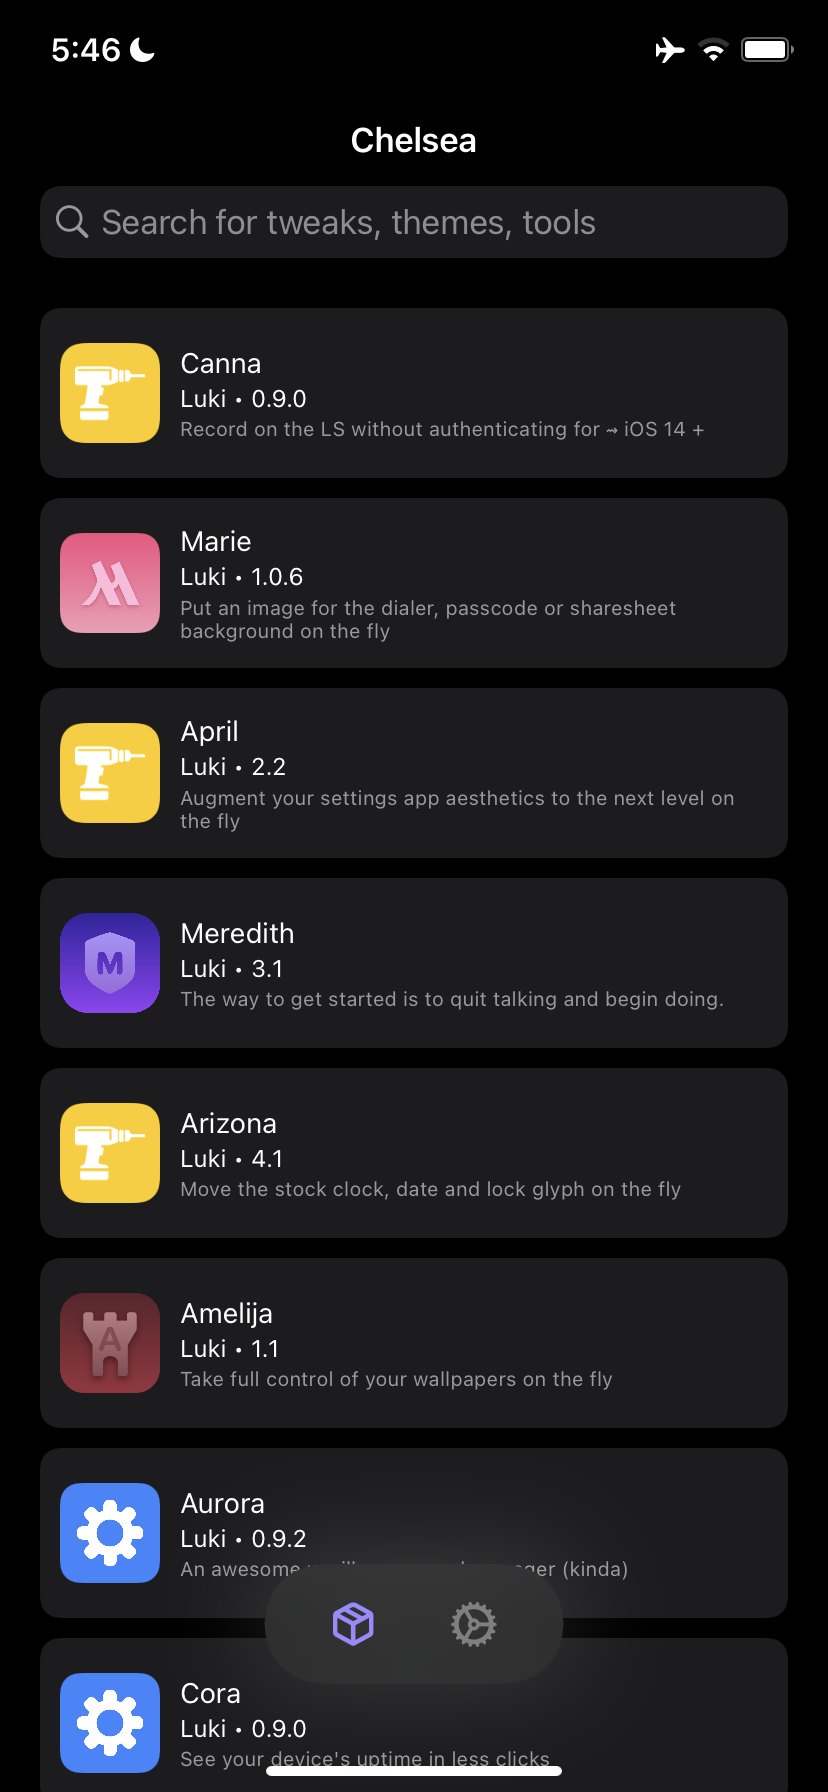 5:46
Chelsea
Search for tweaks, themes, tools
Canna
Luki • 0.9.0
Record on the LS without authenticating for ⇝ iOS 14 +
Marie
Luki • 1.0.6
Put an image for the dialer, passcode or sharesheet
background on the fly
April
Luki • 2.2
Augment your settings app aesthetics to the next level on
the fly
M
Meredith
Luki • 3.1
The way to get started is to quit talking and begin doing.
Arizona
Luki • 4.1
Move the stock clock, date and lock glyph on the fly
A
Amelija
Luki • 1.1
Take full control of your wallpapers on the fly
Aurora
Luki • 0.9.2
An awesome (kinda)
Cora
Luki • 0.9.0
See your device's uptime in less clicks